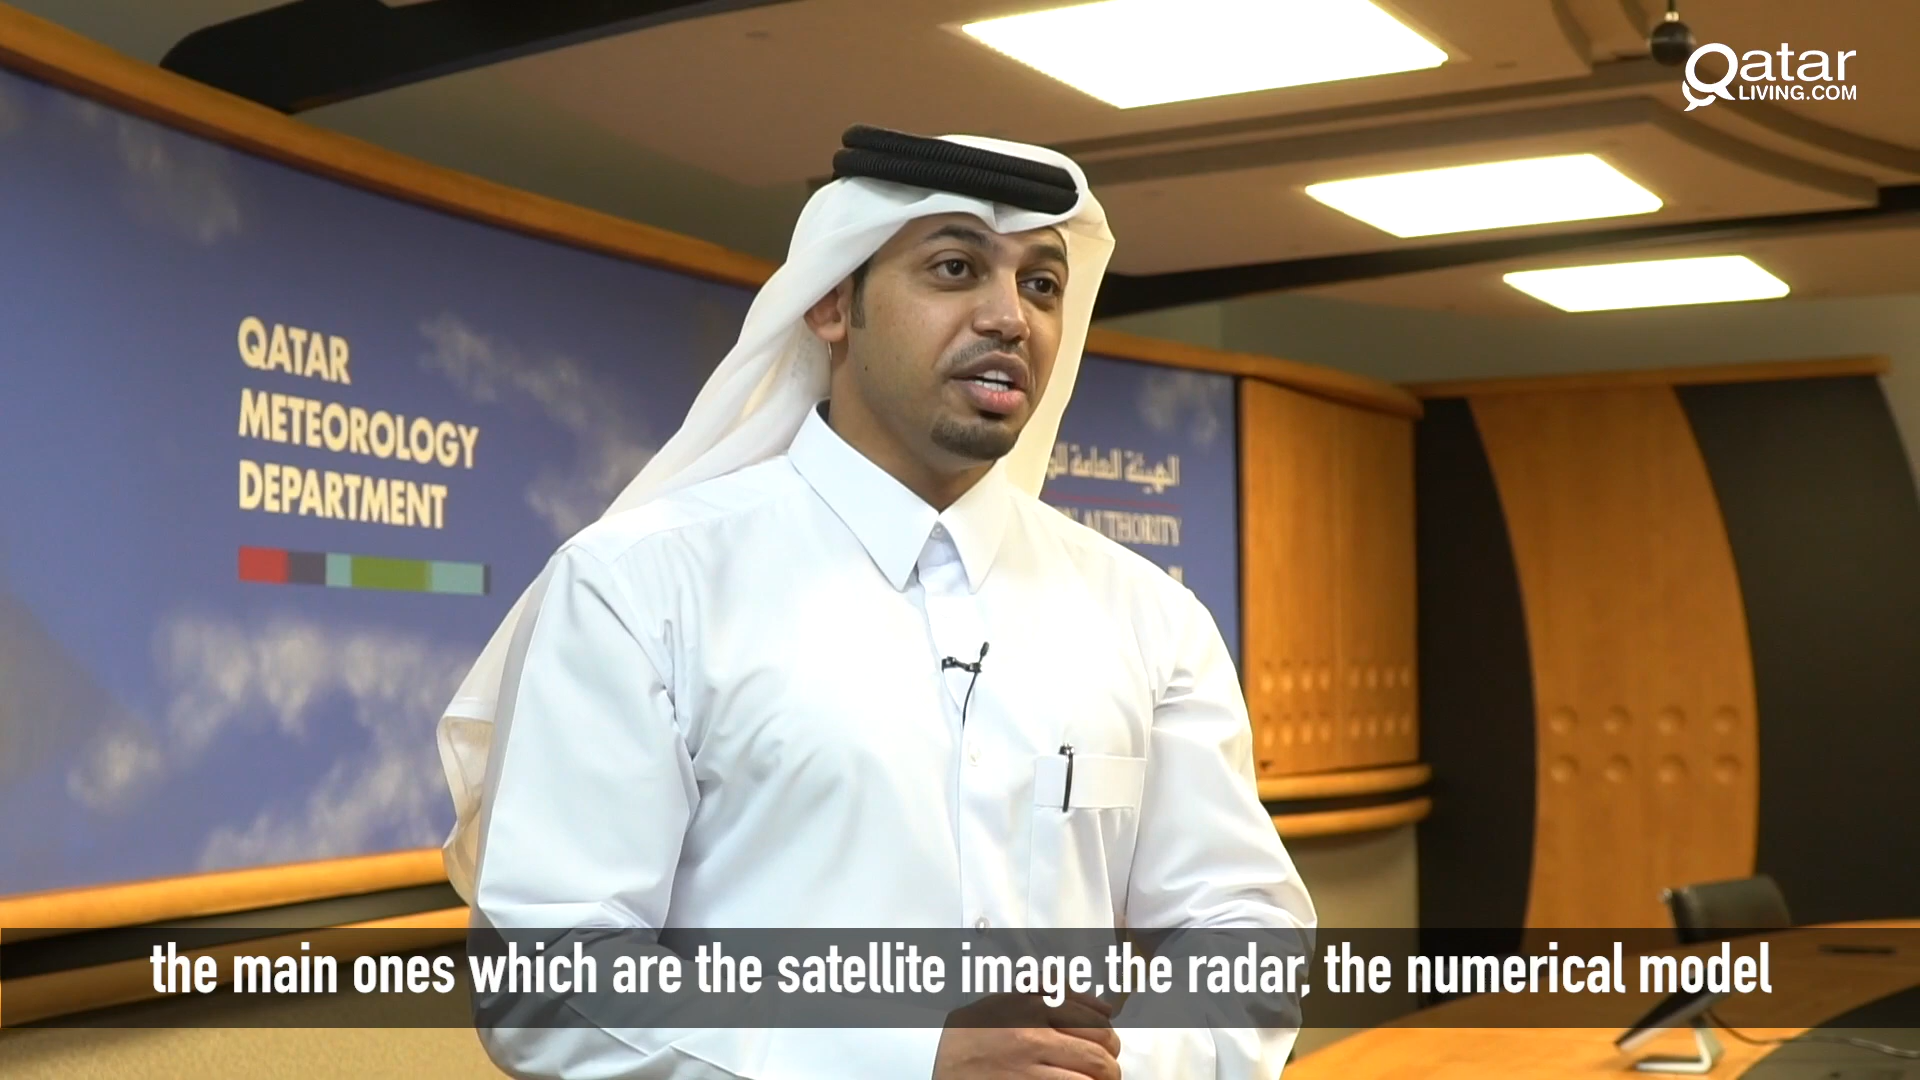 Qatar
LIVING.COM
QATAR
METEOROLOGY
DEPARTMENT
الهيئة العامة
AUTHORITY
the main ones which are the satellite image,the radar, the numerical model